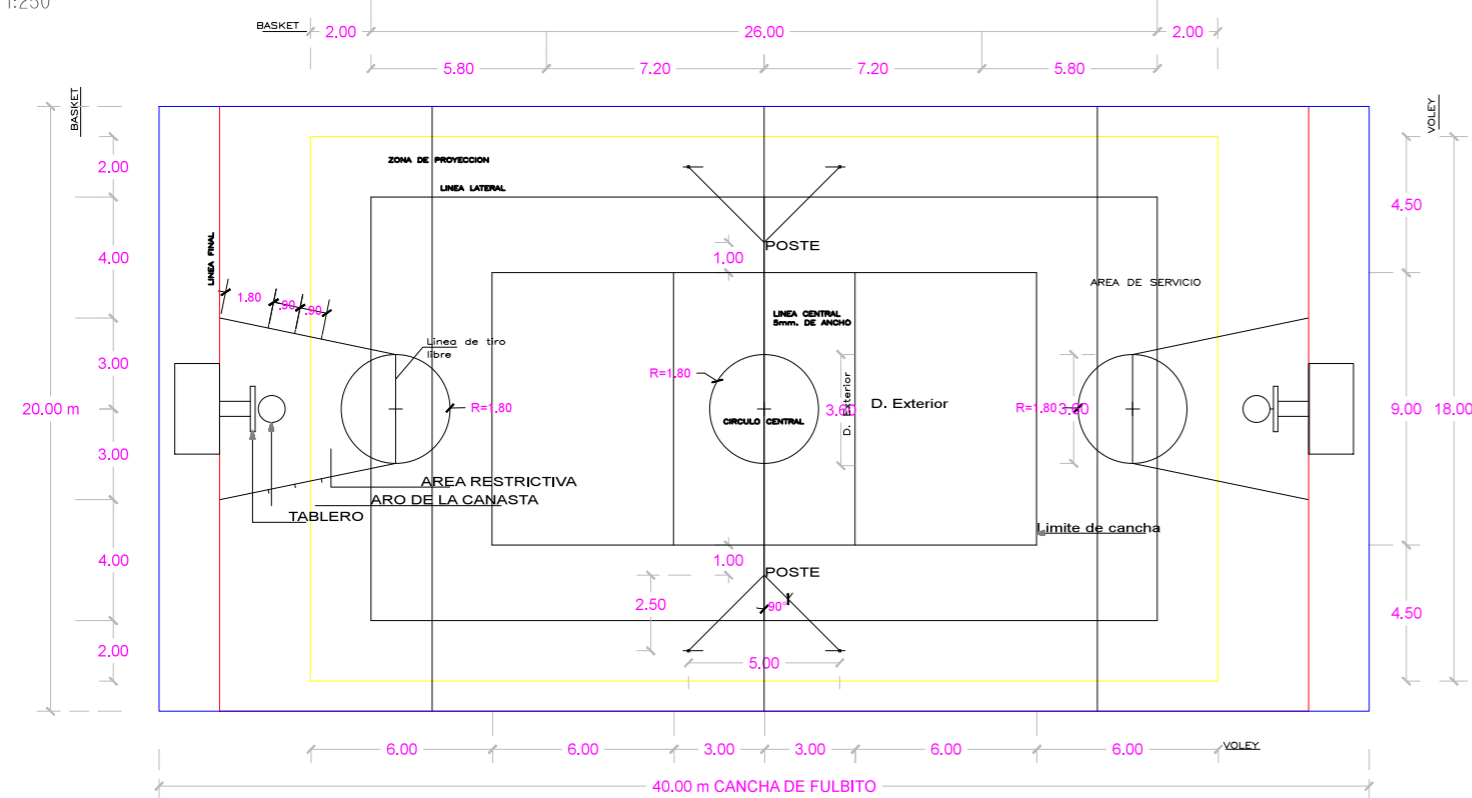 1:250
BASKET
2.00
26.00
2.00
5.80
7.20
7.20
5.80
BASKET
VOLEY
ZONA DE PROYECCION
2.00
LINEA LATERAL
4.50
POSTE
4.00
1.00
LINEA FINAL
AREA DE SERVICIO
1.80
.90
.90
LINEA CENTRAL
5mm. DE ANCHO
Linea de tiro
libre
3.00
R=1.80
20.00 m
R=1.80
3.60
D. Exterior
D. Exterior
R=1.80
3.60
9.00
18.00
CIRCULO CENTRAL
3.00
AREA RESTRICTIVA
ARO DE LA CANASTA
TABLERO
Limite de cancha
4.00
1.00
POSTE
2.50
90°
4.50
2.00
5.00
6.00
6.00
3.00
3.00
6.00
6.00
VOLEY
40.00 m CANCHA DE FULBITO